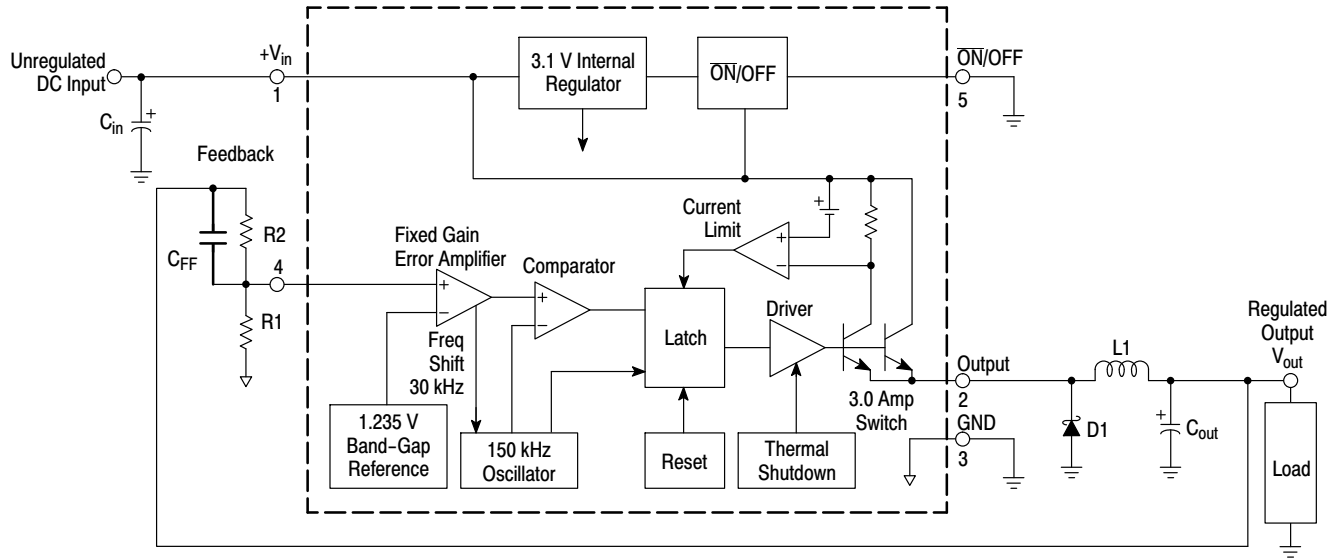 Unregulated
DC Input
+Vin
1
Cin
+
3.1 V Internal
Regulator
ON/OFF
ON/OFF
5
Feedback
CFF
R2
4
R1
Fixed Gain
Error Amplifier
+
−
Comparator
+
−
Current
Limit
+
−
+
Freq
Shift
30 kHz
Latch
Driver
1.235 V
Band-Gap
Reference
150 kHz
Oscillator
Reset
Thermal
Shutdown
3.0 Amp
Switch
Output
2
GND
3
L1
D1
+
Cout
Regulated
Output
Vout
Load